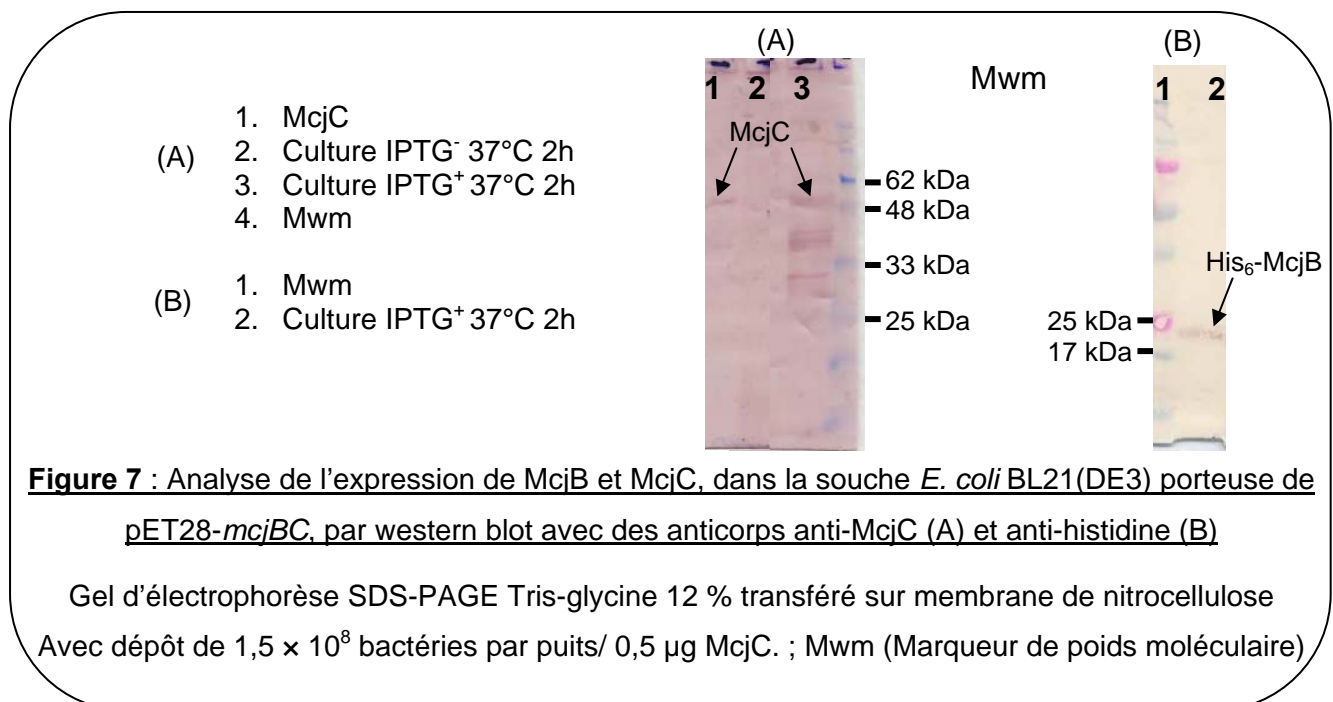 (A)
1. McjC
2. Culture IPTG⁻ 37°C 2h
3. Culture IPTG⁺ 37°C 2h
4. Mwm
(B)
1. Mwm
2. Culture IPTG⁺ 37°C 2h
(A)
1 2 3
McjC
Mwm
62 kDa
48 kDa
33 kDa
25 kDa
(B)
1 2
His₆-McjB
25 kDa
17 kDa
Figure 7 : Analyse de l’expression de McjB et McjC, dans la souche E. coli BL21(DE3) porteuse de
pET28-mcjBC, par western blot avec des anticorps anti-McjC (A) et anti-histidine (B)
Gel d’électrophorèse SDS-PAGE Tris-glycine 12 % transféré sur membrane de nitrocellulose
Avec dépôt de 1,5 × 10⁸ bactéries par puits/ 0,5 µg McjC. ; Mwm (Marqueur de poids moléculaire)